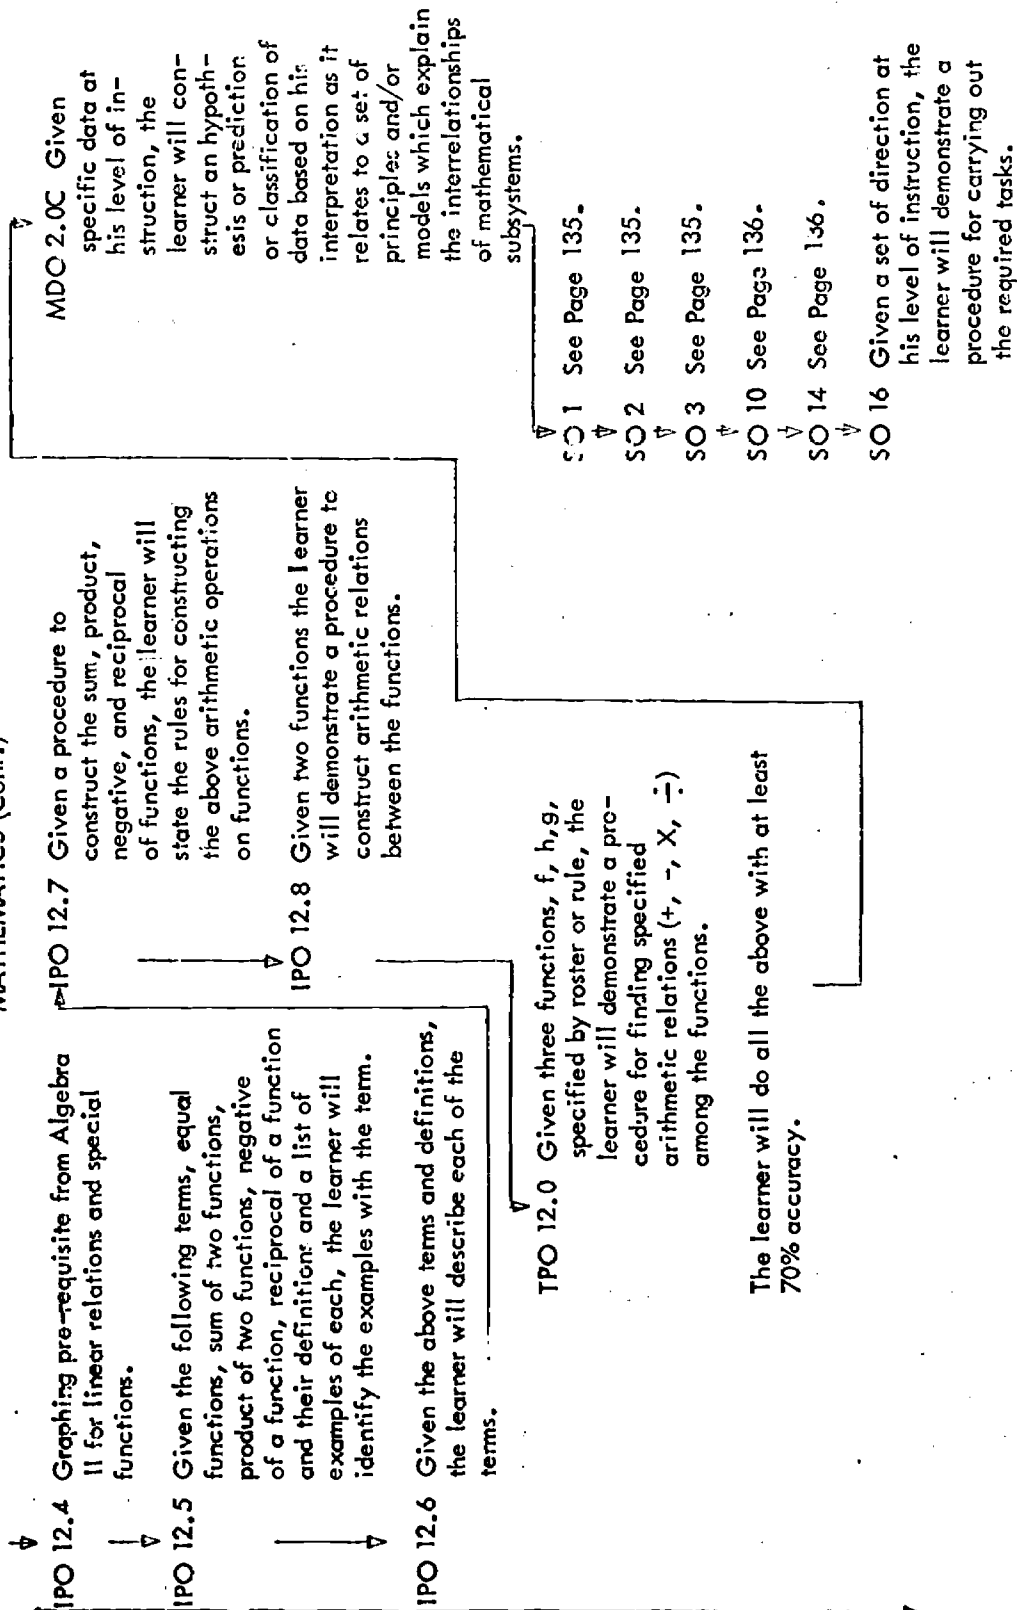 MATHEMATICS (Cont.)
IPO 12.4 Graphing pre-requisite from Algebra
II for linear relations and special
functions.
IPO 12.5 Given the following terms, equal
functions, sum of two functions,
product of two functions, negative
of a function, reciprocal of a function
and their definitions and a list of
examples of each, the learner will
identify the examples with the term.
IPO 12.6 Given the above terms and definitions,
the learner will describe each of the
terms.
IPO 12.7 Given a procedure to
construct the sum, product,
negative, and reciprocal
of functions, the learner will
state the rules for constructing
the above arithmetic operations
on functions.
IPO 12.8 Given two functions the learner
will demonstrate a procedure to
construct arithmetic relations
between the functions.
TPO 12.0 Given three functions, f, h, g,
specified by roster or rule, the
learner will demonstrate a pro-
cedure for finding specified
arithmetic relations (+, -, X, ÷)
among the functions.
The learner will do all the above with at least
70% accuracy.
MDO 2.0C Given
specific data at
his level of in-
struction, the
learner will con-
struct an hypoth-
esis or prediction
or classification of
data based on his
interpretation as it
relates to a set of
principles and/or
models which explain
the interrelationships
of mathematical
subsystems.
SO 1 See Page 135.
SO 2 See Page 135.
SO 3 See Page 135.
SO 10 See Page 136.
SO 14 See Page 136.
SO 16 Given a set of direction at
his level of instruction, the
learner will demonstrate a
procedure for carrying out
the required tasks.